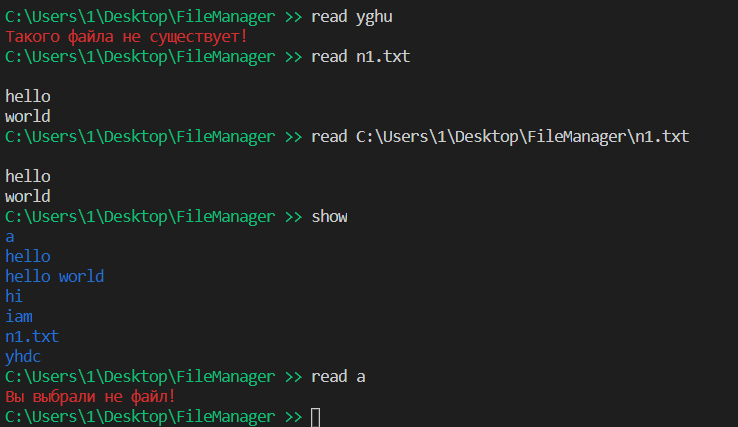 C:\Users\1\Desktop\FileManager >> read yghu
Такого файла не существует!
C:\Users\1\Desktop\FileManager >> read n1.txt
hello
world
C:\Users\1\Desktop\FileManager >> read C:\Users\1\Desktop\FileManager\n1.txt
hello
world
C:\Users\1\Desktop\FileManager >> show
a
hello
hello world
hi
iam
n1.txt
yhdc
C:\Users\1\Desktop\FileManager >> read a
Вы выбрали не файл!
C:\Users\1\Desktop\FileManager >>